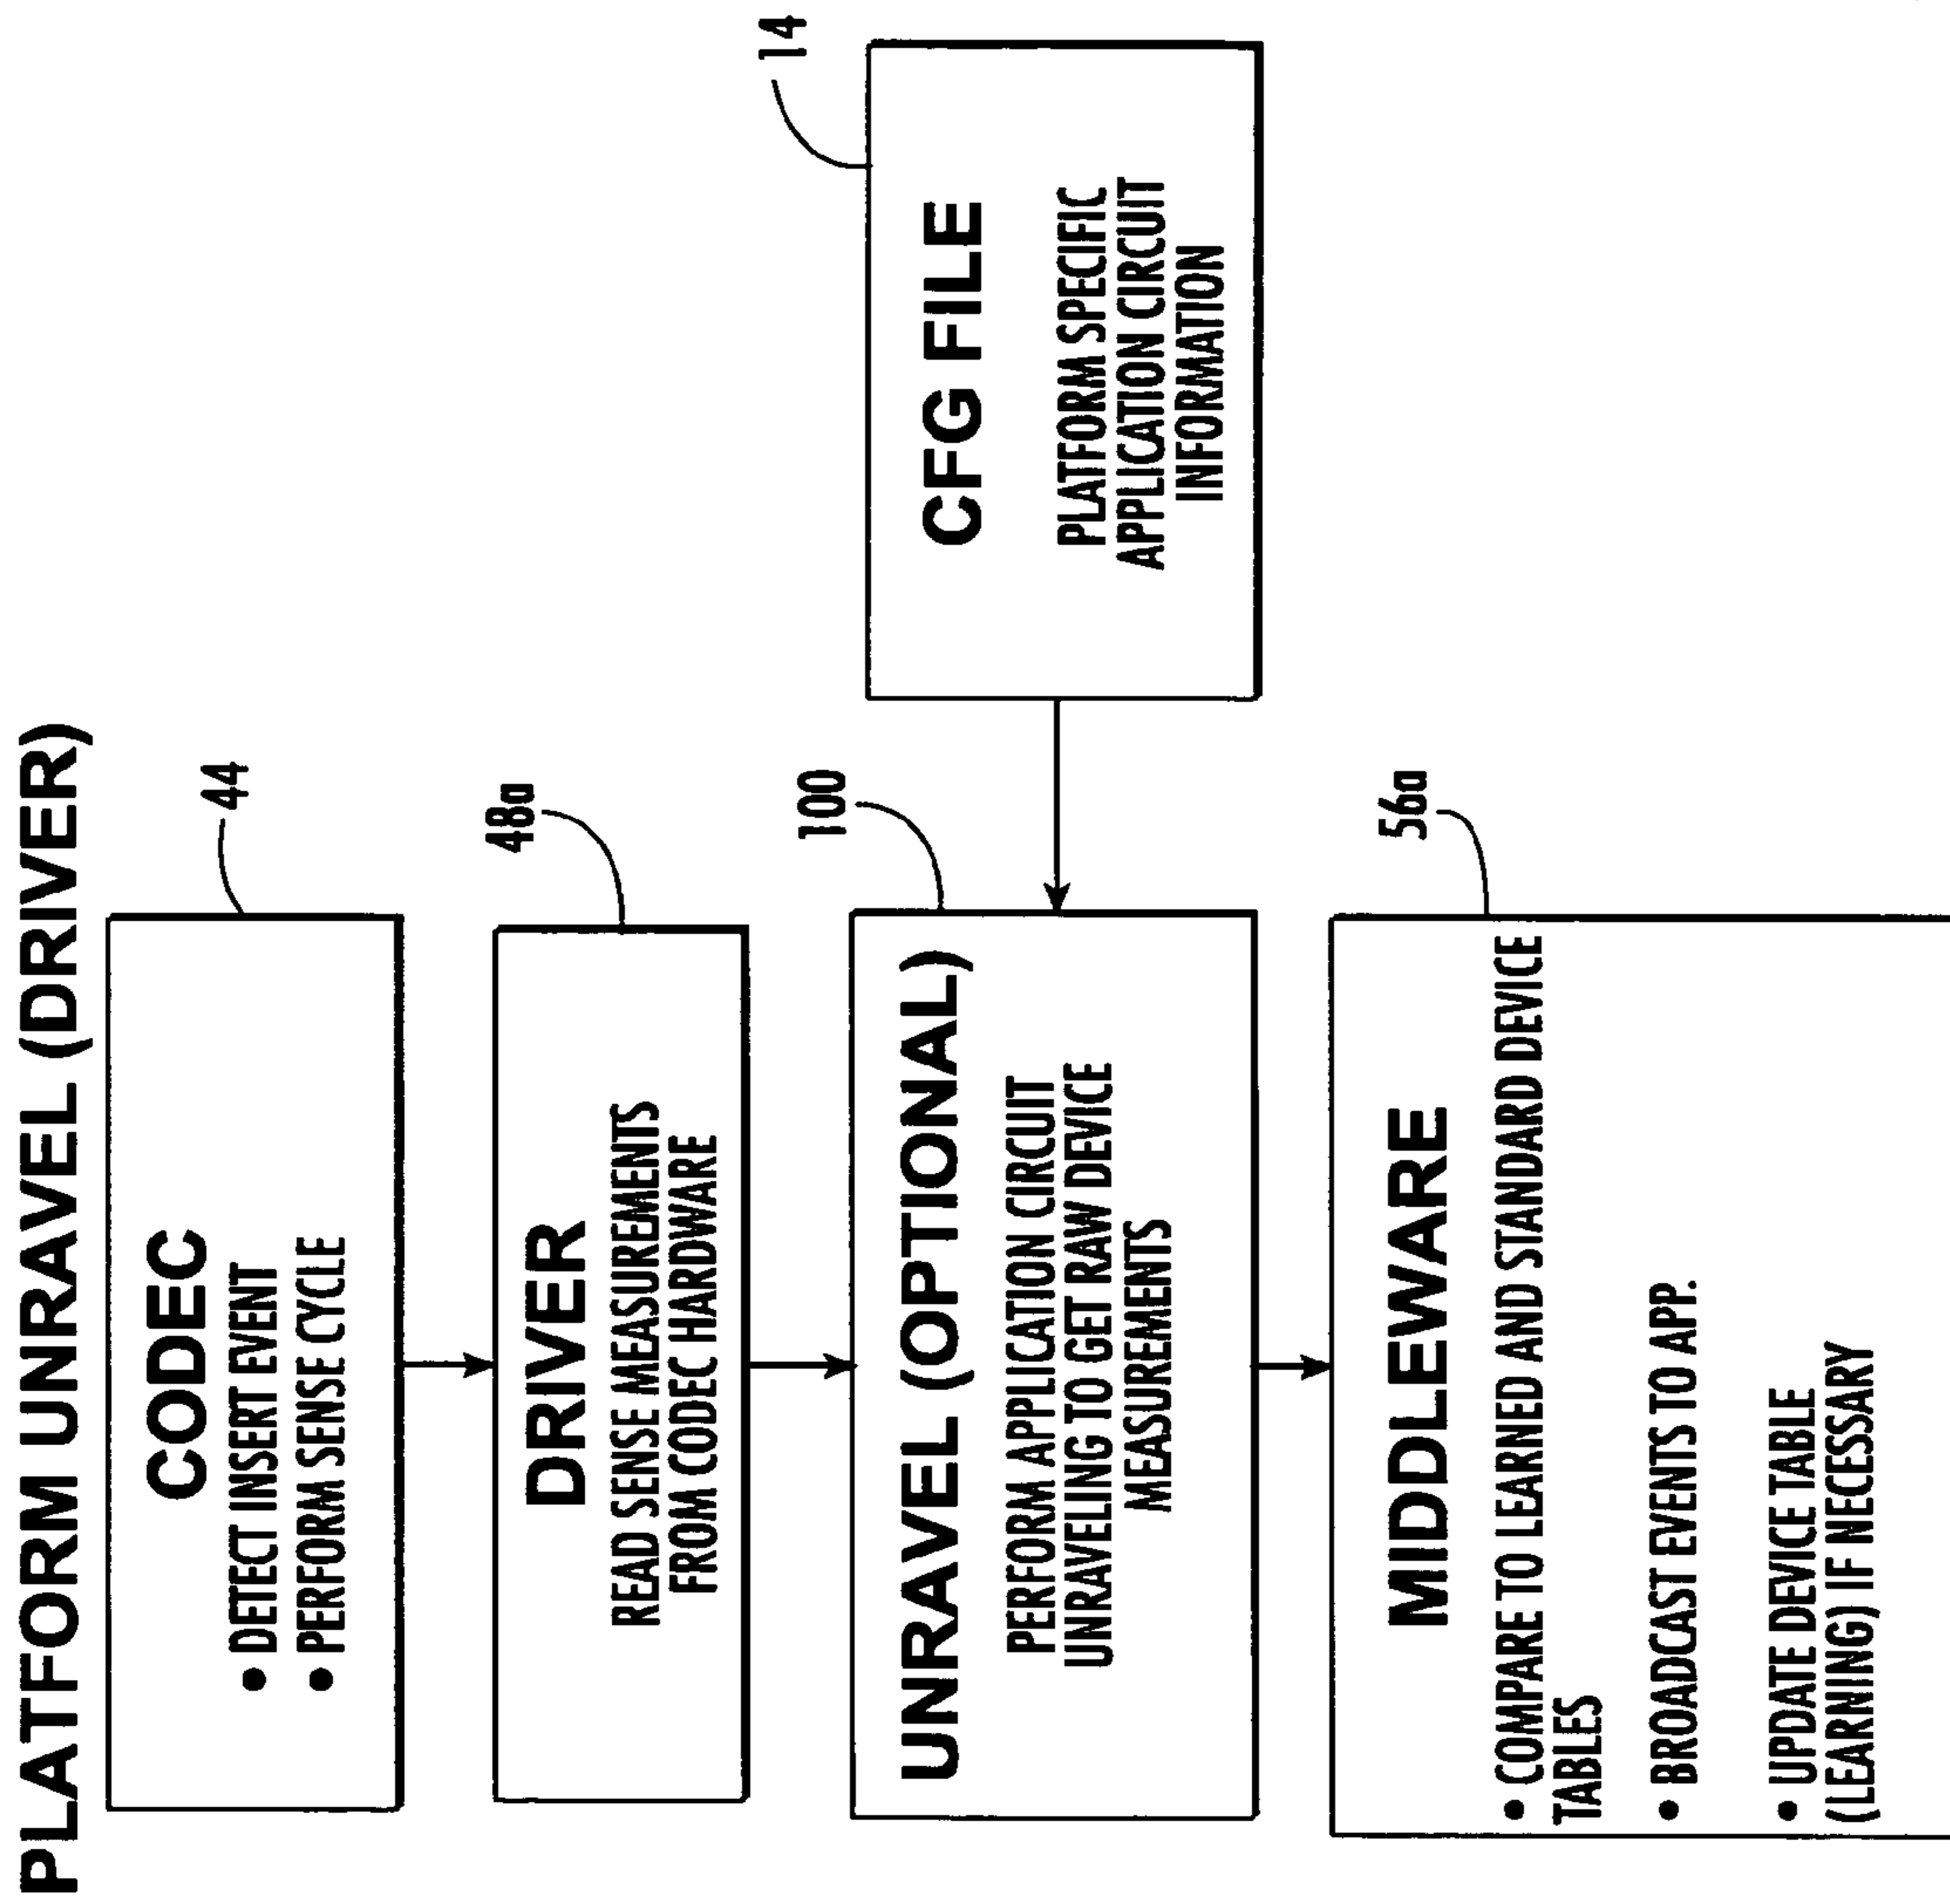 PLATFORM UNRAVEL (DRIVER)
44
CODEC
• DETECT INSERT EVENT
• PERFORM SENSE CYCLE
48a
DRIVER
READ SENSE MEASUREMENTS
FROM CODEC HARDWARE
100
UNRAVEL (OPTIONAL)
PERFORM APPLICATION CIRCUIT
UNRAVELING TO GET RAW DEVICE
MEASUREMENTS
14
CFG FILE
PLATFORM SPECIFIC
APPLICATION CIRCUIT
INFORMATION
56a
MIDDLEWARE
• COMPARE TO LEARNED AND STANDARD DEVICE
TABLES
• BROADCAST EVENTS TO APP.
• UPDATE DEVICE TABLE
(LEARNING) IF NECESSARY